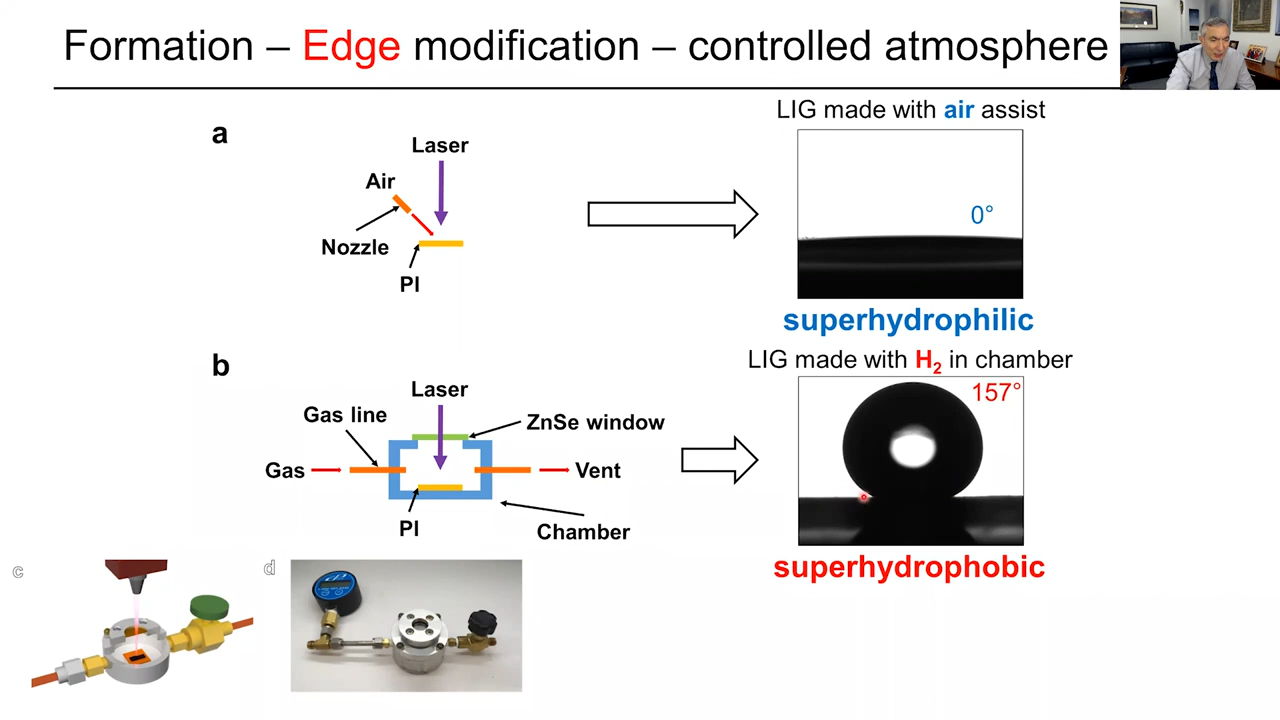 Formation – Edge modification – controlled atmosphere
a
Laser
Air
Nozzle
PI
LIG made with air assist
0°
superhydrophilic
b
Laser
Gas line
ZnSe window
Gas
Vent
PI
Chamber
LIG made with H₂ in chamber
157°
superhydrophobic
c
d